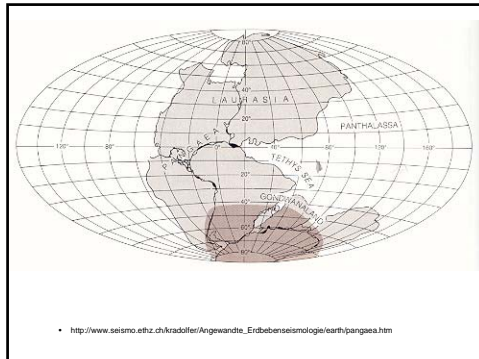 80°
40°
20°
LAURASIA
PANTHALASSA
PANGAEA
120°
80°
40°
80°
120°
160°
TETHYS SEA
20°
GONDWANALAND
40°
60°
80°
• http://www.seismo.ethz.ch/kradolfer/Angewandte_Erdbebenseismologie/earth/pangaea.htm